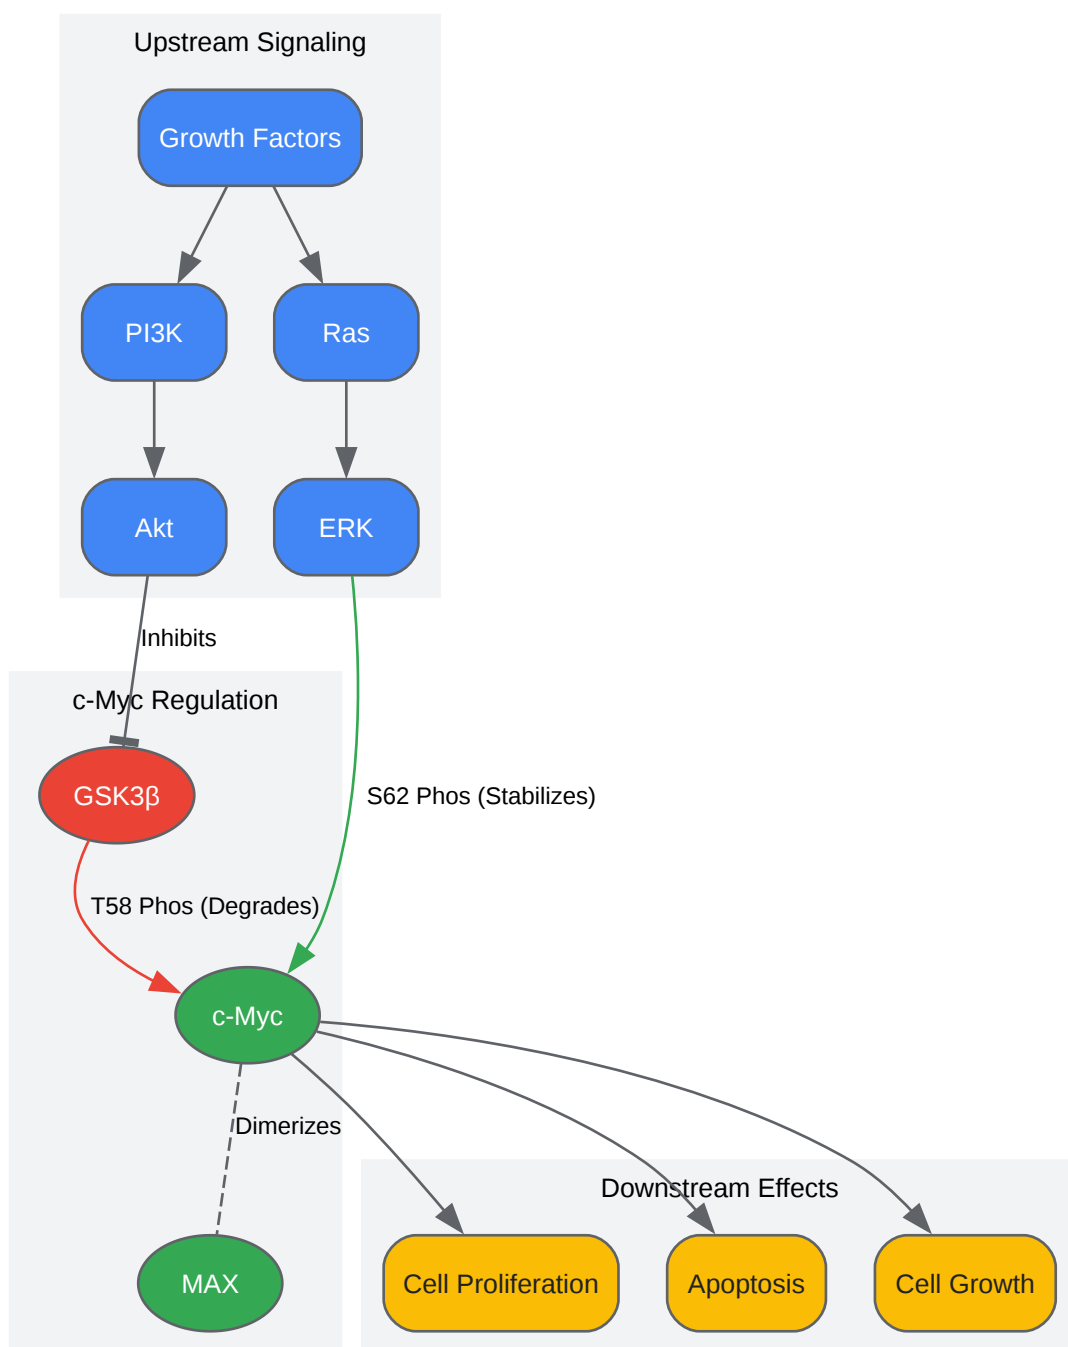 Upstream Signaling
Growth Factors
PI3K
Ras
Akt
ERK
Inhibits
c-Myc Regulation
GSK3β
S62 Phos (Stabilizes)
T58 Phos (Degrades)
c-Myc
Dimerizes
Downstream Effects
MAX
Cell Proliferation
Apoptosis
Cell Growth